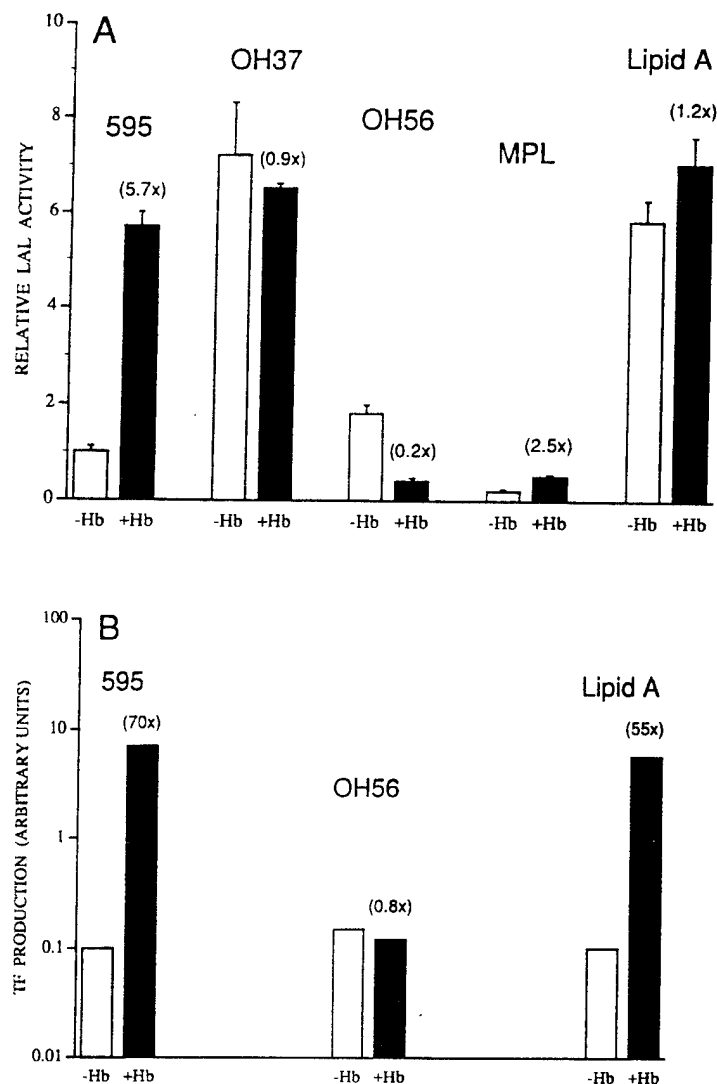 A
10
8
6
4
2
0
RELATIVE LAL ACTIVITY
595
(5.7x)
OH37
(0.9x)
OH56
(0.2x)
MPL
(2.5x)
Lipid A
(1.2x)
-Hb +Hb -Hb +Hb -Hb +Hb -Hb +Hb -Hb +Hb
B
100
10
1
0.1
0.01
TF PRODUCTION (ARBITRARY UNITS)
595
(70x)
OH56
(0.8x)
Lipid A
(55x)
-Hb +Hb -Hb +Hb -Hb +Hb